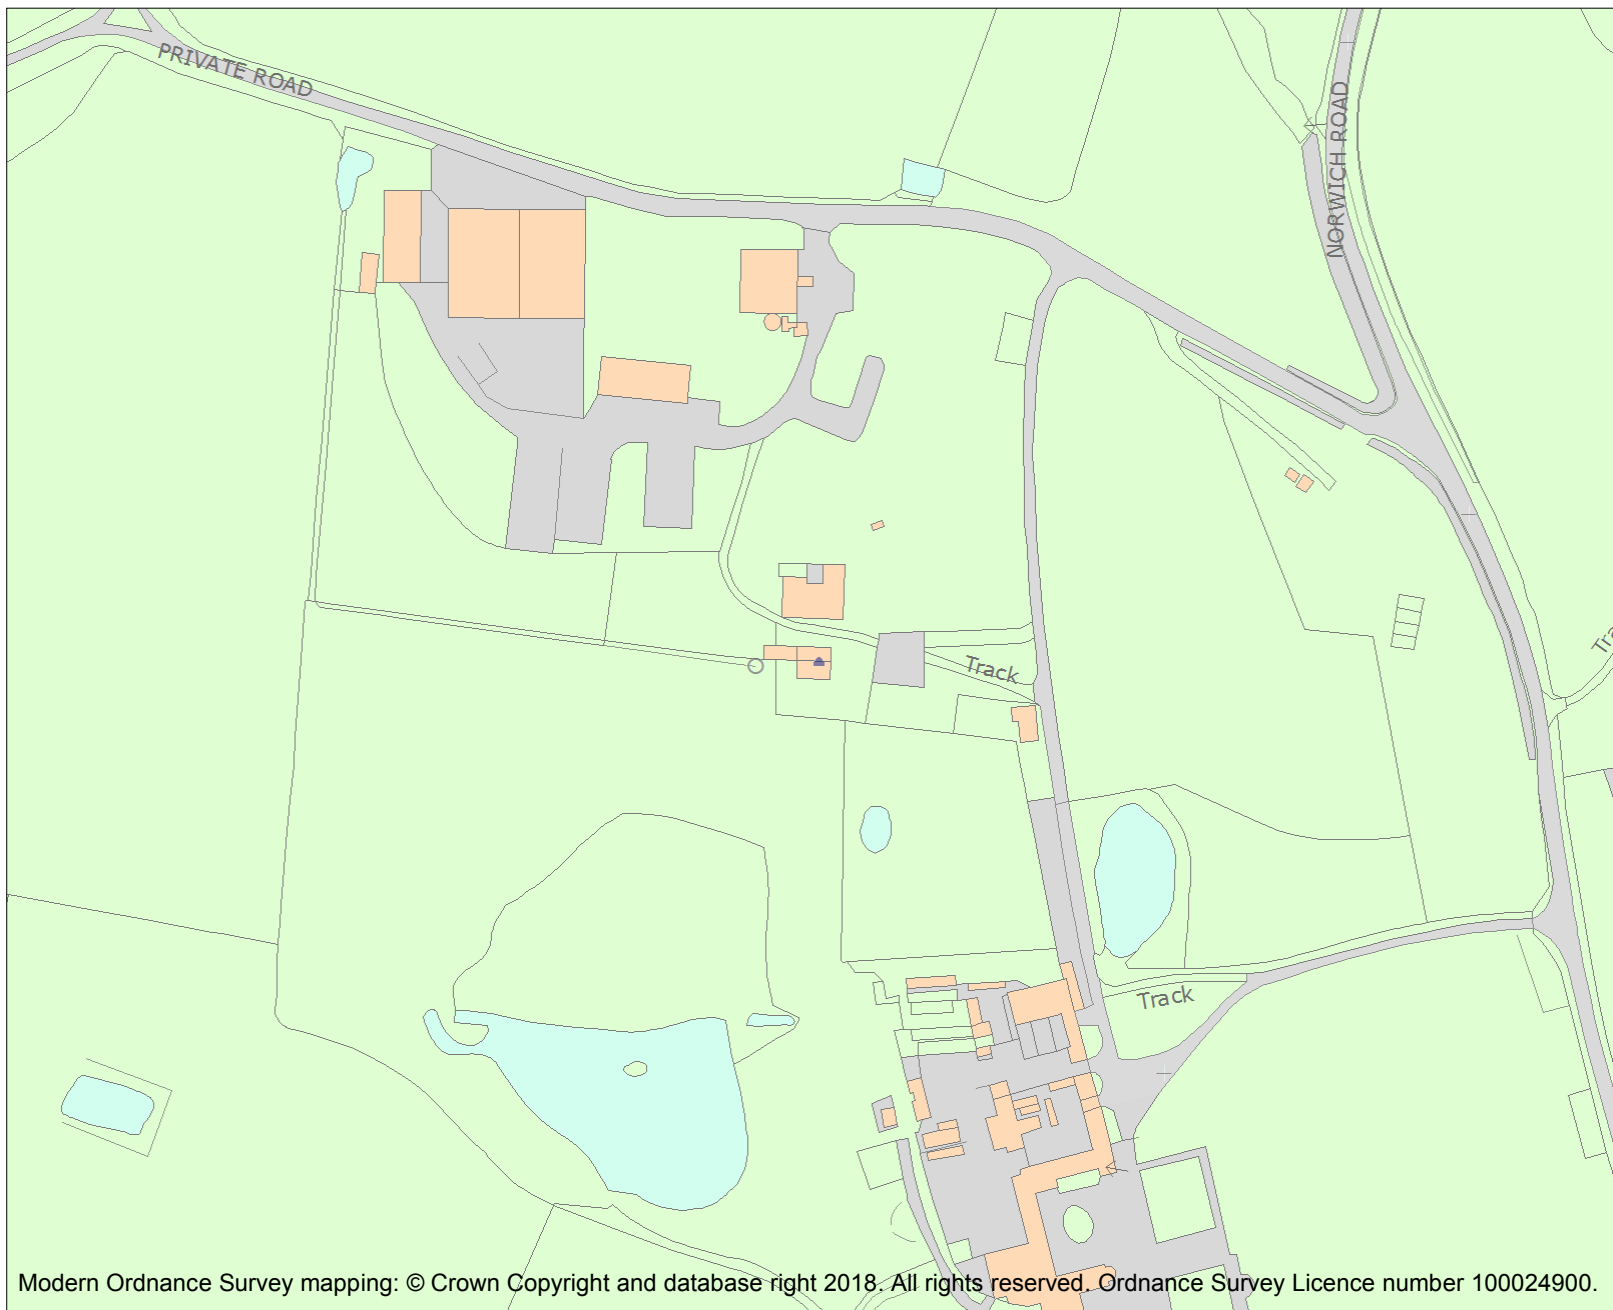 PRIVATE ROAD
NORWICH ROAD
Track
Tra
Track
Modern Ordnance Survey mapping: © Crown Copyright and database right 2018. All rights reserved. Ordnance Survey Licence number 100024900.